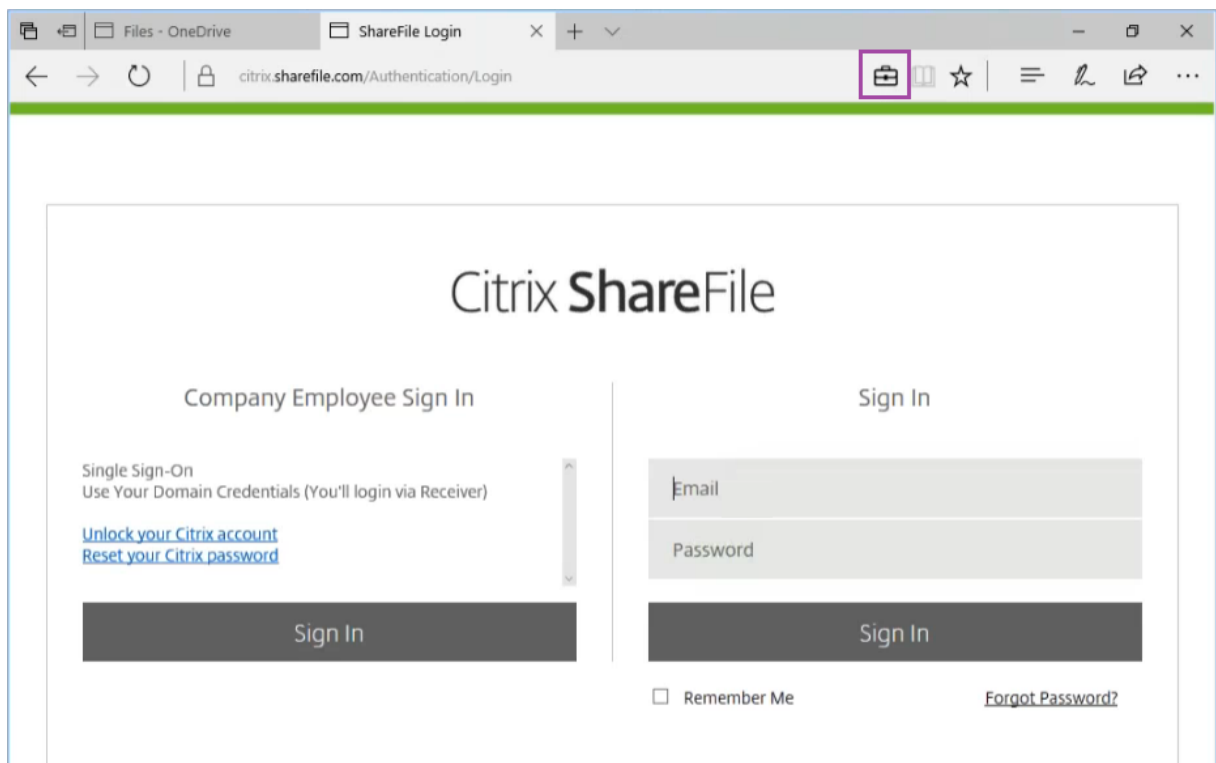 Files - OneDrive
ShareFile Login
citrix.sharefile.com/Authentication/Login
Citrix ShareFile
Company Employee Sign In
Single Sign-On
Use Your Domain Credentials (You'll login via Receiver)
Unlock your Citrix account
Reset your Citrix password
Sign In
Sign In
Email
Password
Sign In
Remember Me
Forgot Password?